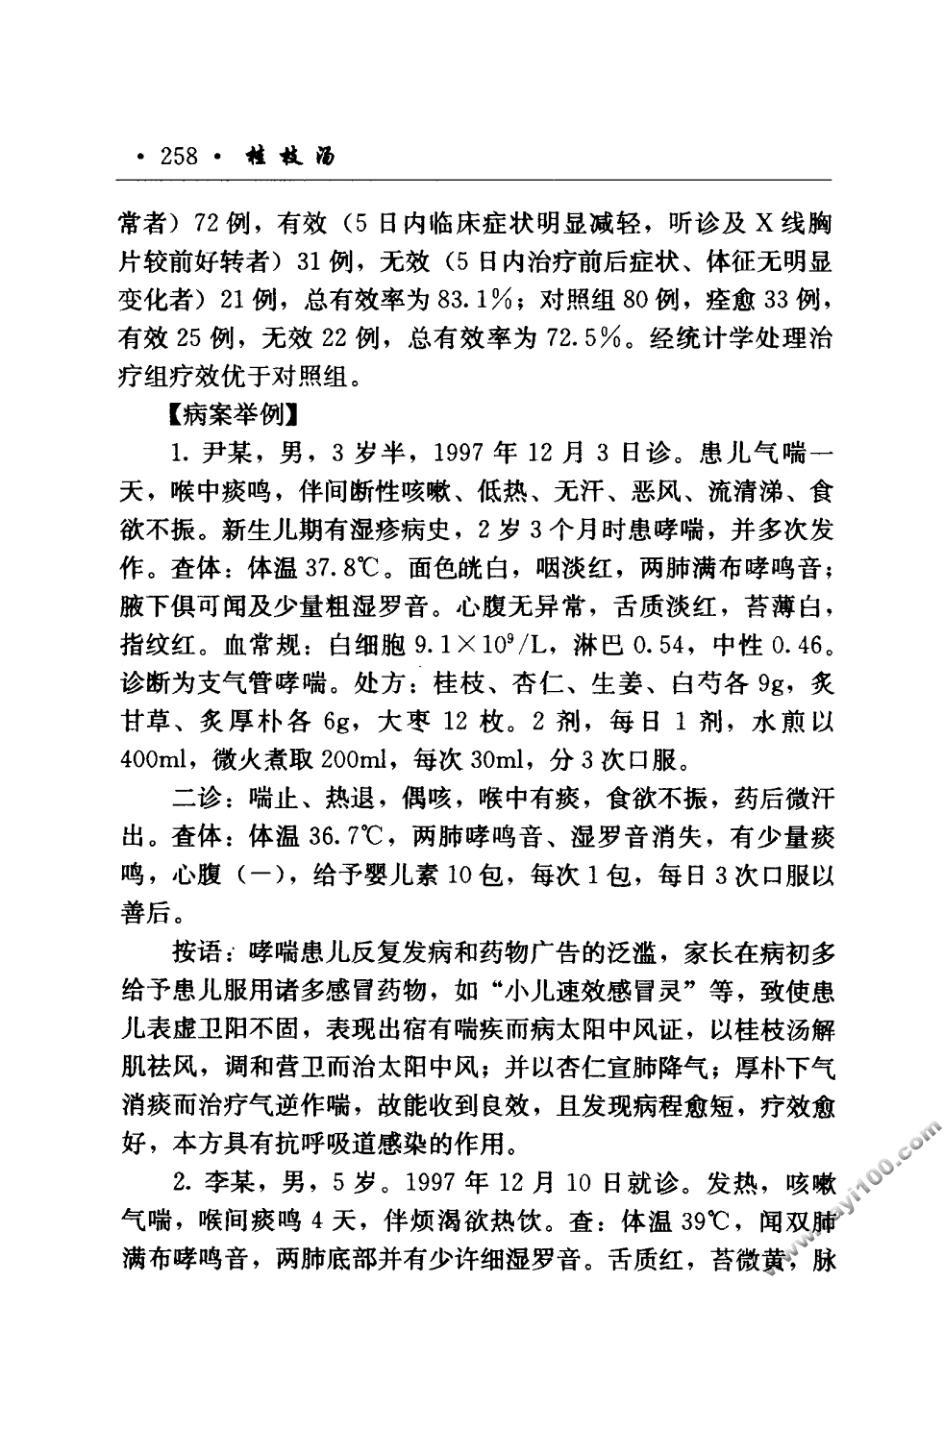 ·258· 桂枝汤
常者）72 例，有效（5 日内临床症状明显减轻，听诊及 X 线胸
片较前好转者）31 例，无效（5 日内治疗前后症状、体征无明显
变化者）21 例，总有效率为 83.1%；对照组 80 例，痊愈 33 例，
有效 25 例，无效 22 例，总有效率为 72.5%。经统计学处理治
疗组疗效优于对照组。
【病案举例】
1. 尹某，男，3 岁半，1997 年 12 月 3 日诊。患儿气喘一
天，喉中痰鸣，伴间断性咳嗽、低热、无汗、恶风、流清涕、食
欲不振。新生儿期有湿疹病史，2 岁 3 个月时患哮喘，并多次发
作。查体：体温 37.8℃。面色㿠白，咽淡红，两肺满布哮鸣音；
腋下俱可闻及少量粗湿罗音。心腹无异常，舌质淡红，苔薄白，
指纹红。血常规：白细胞 9.1×10⁹/L，淋巴 0.54，中性 0.46。
诊断为支气管哮喘。处方：桂枝、杏仁、生姜、白芍各 9g，炙
甘草、炙厚朴各 6g，大枣 12 枚。2 剂，每日 1 剂，水煎以
400ml，微火煮取 200ml，每次 30ml，分 3 次口服。
二诊：喘止、热退，偶咳，喉中有痰，食欲不振，药后微汗
出。查体：体温 36.7℃，两肺哮鸣音、湿罗音消失，有少量痰
鸣，心腹（一），给予婴儿素 10 包，每次 1 包，每日 3 次口服以
善后。
按语：哮喘患儿反复发病和药物广告的泛滥，家长在病初多
给予患儿服用诸多感冒药物，如“小儿速效感冒灵”等，致使患
儿表虚卫阳不固，表现出宿有喘疾而病太阳中风证，以桂枝汤解
肌祛风，调和营卫而治太阳中风；并以杏仁宣肺降气；厚朴下气
消痰而治疗气逆作喘，故能收到良效，且发现病程愈短，疗效愈
好，本方具有抗呼吸道感染的作用。
2. 李某，男，5 岁。1997 年 12 月 10 日就诊。发热，咳嗽
气喘，喉间痰鸣 4 天，伴烦渴欲热饮。查：体温 39℃，闻双肺
满布哮鸣音，两肺底部并有少许细湿罗音。舌质红，苔微黄，脉